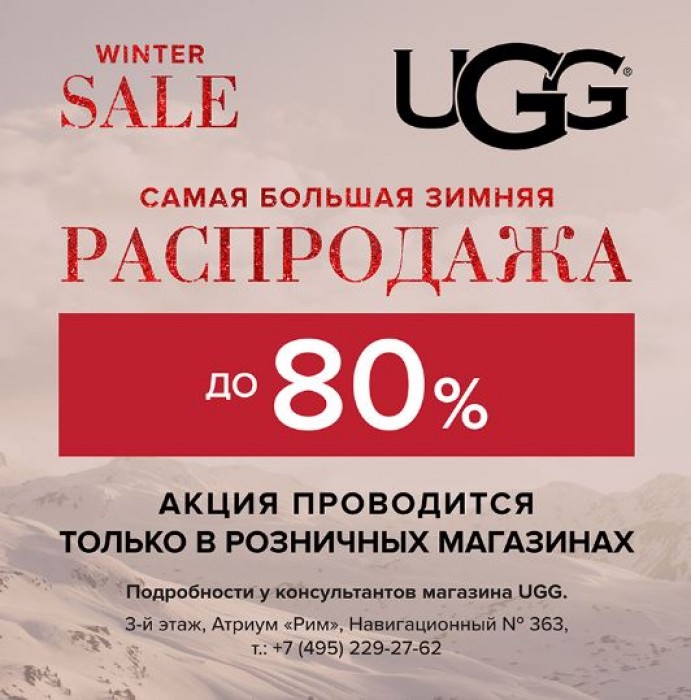 WINTER
SALE
UGG®
САМАЯ БОЛЬШАЯ ЗИМНЯЯ
РАСПРОДАЖА
ДО 80%
АКЦИЯ ПРОВОДИТСЯ
ТОЛЬКО В РОЗНИЧНЫХ МАГАЗИНАХ
Подробности у консультантов магазина UGG.
3-й этаж, Атриум «Рим», Навигационный № 363,
т.: +7 (495) 229-27-62